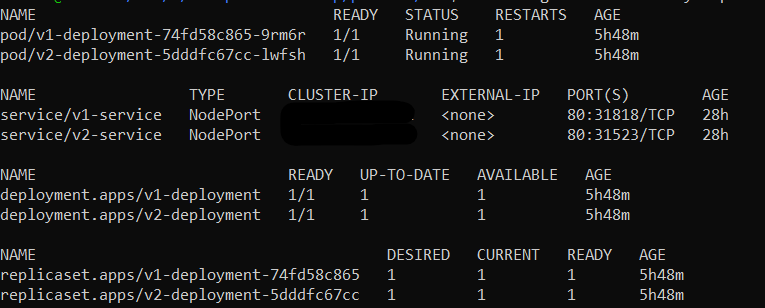 NAME READY STATUS RESTARTS AGE
pod/v1-deployment-74fd58c865-9rm6r 1/1 Running 1 5h48m
pod/v2-deployment-5dddfc67cc-lwfsh 1/1 Running 1 5h48m
NAME TYPE CLUSTER-IP EXTERNAL-IP PORT(S) AGE
service/v1-service NodePort <none> 80:31818/TCP 28h
service/v2-service NodePort <none> 80:31523/TCP 28h
NAME READY UP-TO-DATE AVAILABLE AGE
deployment.apps/v1-deployment 1/1 1 1 5h48m
deployment.apps/v2-deployment 1/1 1 1 5h48m
NAME DESIRED CURRENT READY AGE
replicaset.apps/v1-deployment-74fd58c865 1 1 1 5h48m
replicaset.apps/v2-deployment-5dddfc67cc 1 1 1 5h48m